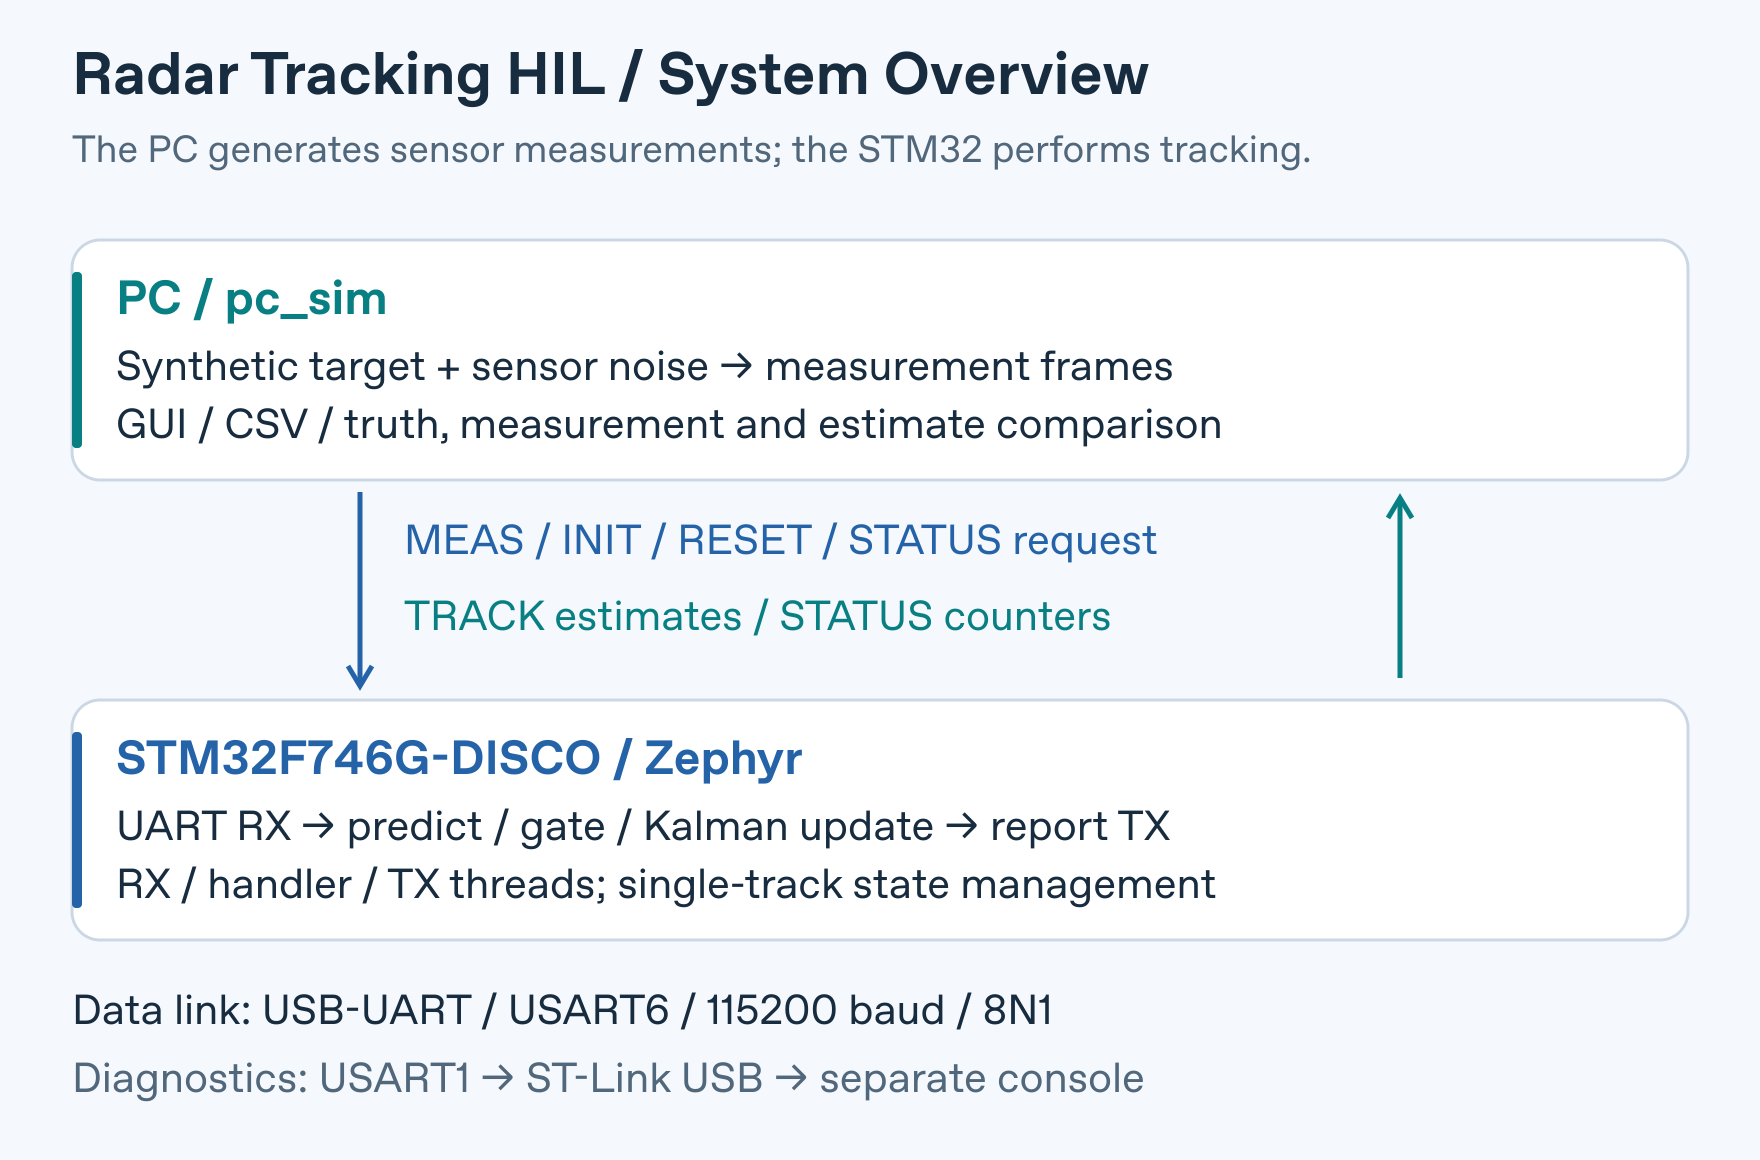 Radar Tracking HIL / System Overview
The PC generates sensor measurements; the STM32 performs tracking.
PC / pc_sim
Synthetic target + sensor noise → measurement frames
GUI / CSV / truth, measurement and estimate comparison
MEAS / INIT / RESET / STATUS request
TRACK estimates / STATUS counters
STM32F746G-DISCO / Zephyr
UART RX → predict / gate / Kalman update → report TX
RX / handler / TX threads; single-track state management
Data link: USB-UART / USART6 / 115200 baud / 8N1
Diagnostics: USART1 → ST-Link USB → separate console